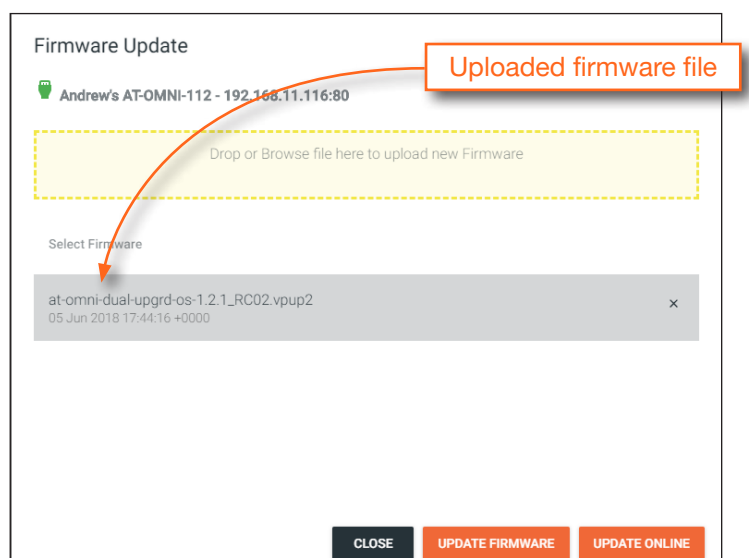 Firmware Update
Uploaded firmware file
Andrew's AT-OMNI-112 - 192.168.11.116:80
Drop or Browse file here to upload new Firmware
Select Firmware
at-omni-dual-upgrd-os-1.2.1_RC02.vpup2
×
05 Jun 2018 17:44:16 +0000
CLOSE
UPDATE FIRMWARE
UPDATE ONLINE